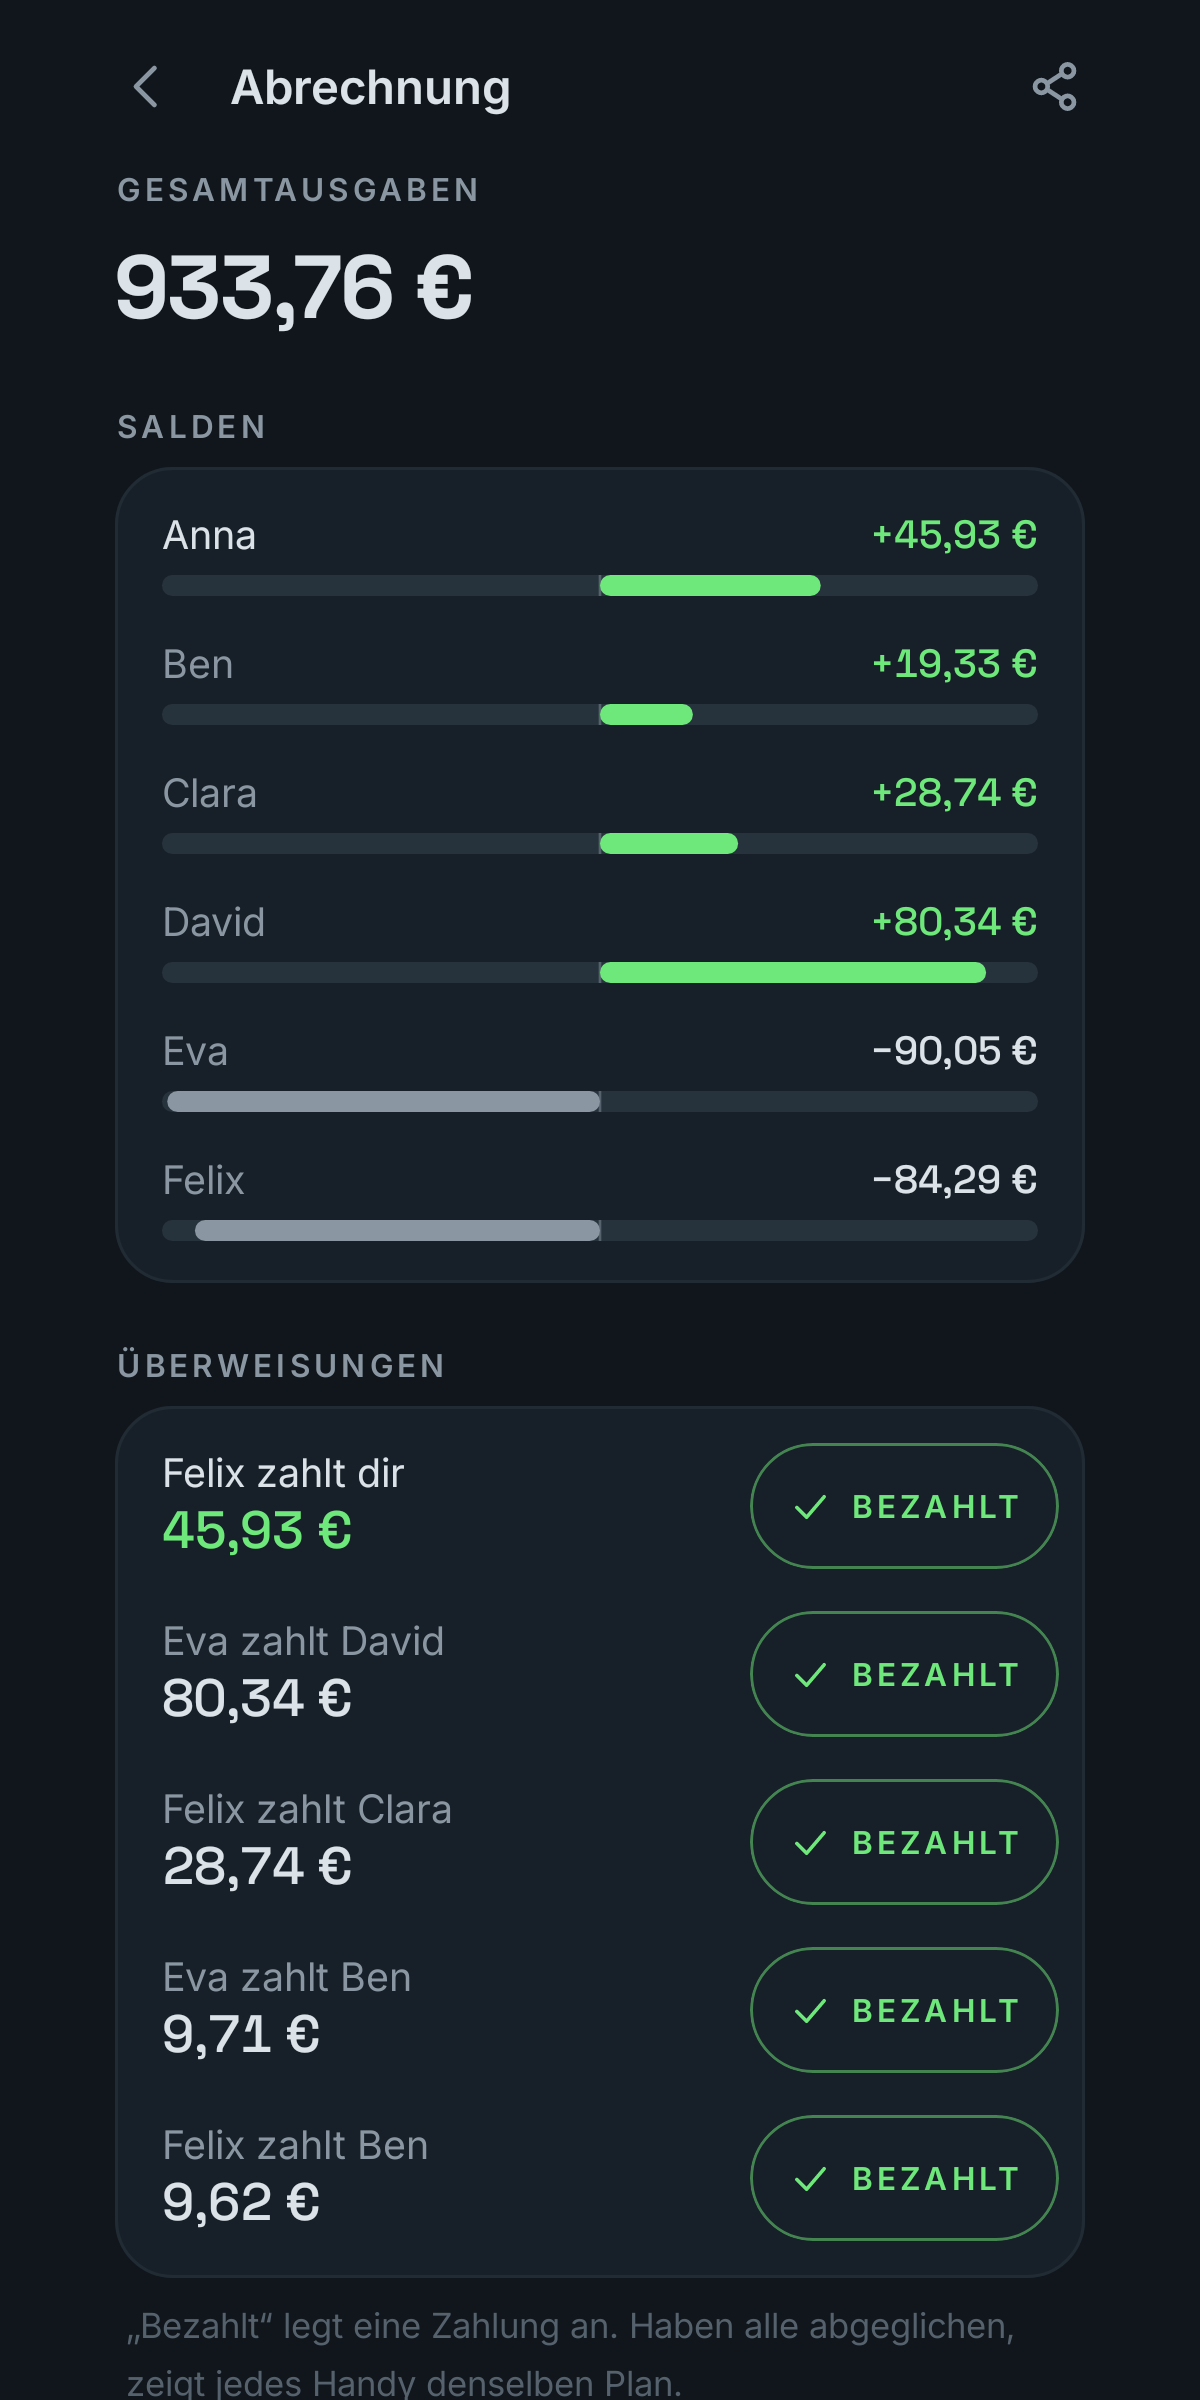 Abrechnung
GESAMTAUSGABEN
933,76 €
SALDEN
Anna +45,93 €
Ben +19,33 €
Clara +28,74 €
David +80,34 €
Eva −90,05 €
Felix −84,29 €
ÜBERWEISUNGEN
Felix zahlt dir
45,93 €
BEZAHLT
Eva zahlt David
80,34 €
BEZAHLT
Felix zahlt Clara
28,74 €
BEZAHLT
Eva zahlt Ben
9,71 €
BEZAHLT
Felix zahlt Ben
9,62 €
BEZAHLT
„Bezahlt“ legt eine Zahlung an. Haben alle abgeglichen,
zeigt jedes Handy denselben Plan.